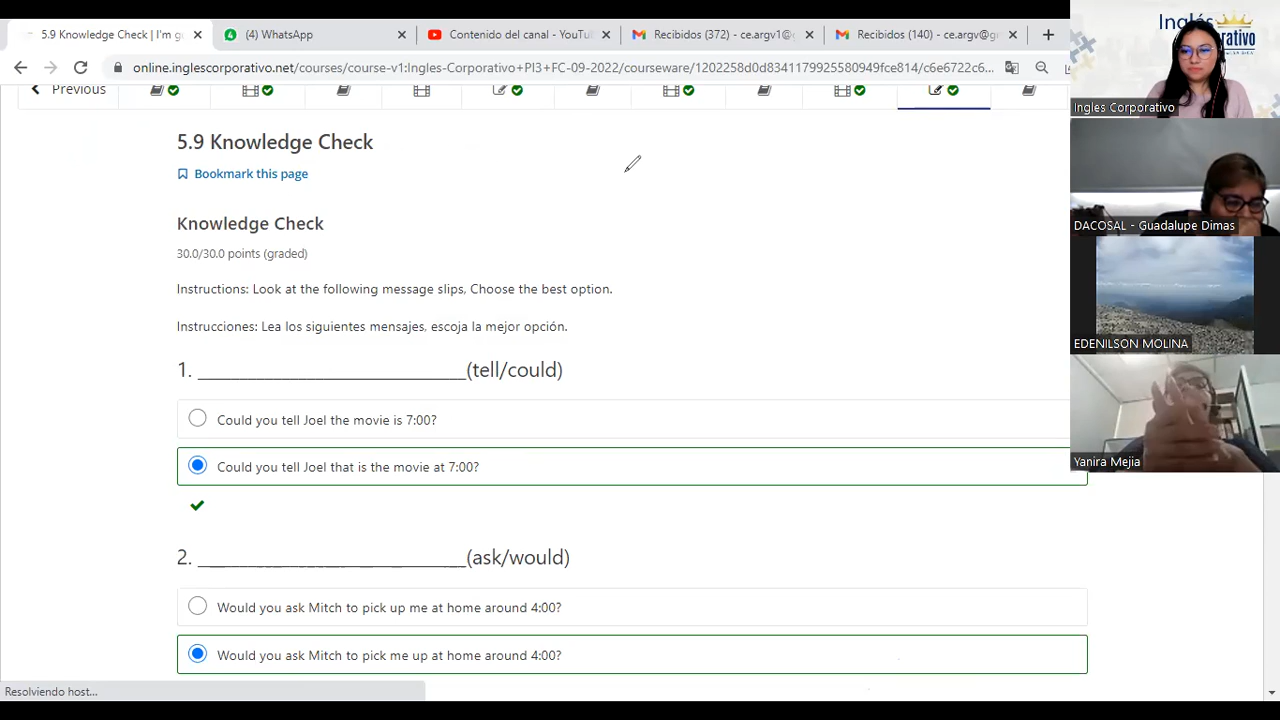 5.9 Knowledge Check | I'm g
(4) WhatsApp
Contenido del canal - YouTu
Recibidos (372) - ce.argv1@
Recibidos (140) - ce.argv@g
online.inglescorporativo.net/courses/course-v1:Ingles-Corporativo+PI3+FC-09-2022/courseware/1202258d0d8341179255580949fce814/c6e6722c6...
Previous
5.9 Knowledge Check
Bookmark this page
Knowledge Check
30.0/30.0 points (graded)
Instructions: Look at the following message slips, Choose the best option.
Instrucciones: Lea los siguientes mensajes, escoja la mejor opción.
1. ___________________________(tell/could)
Could you tell Joel the movie is 7:00?
Could you tell Joel that is the movie at 7:00?
2. ___________________________(ask/would)
Would you ask Mitch to pick up me at home around 4:00?
Would you ask Mitch to pick me up at home around 4:00?
Resolviendo host...
Inglés
Ingles Corporativo
DACOSAL - Guadalupe Dimas
EDENILSON MOLINA
Yanira Mejia